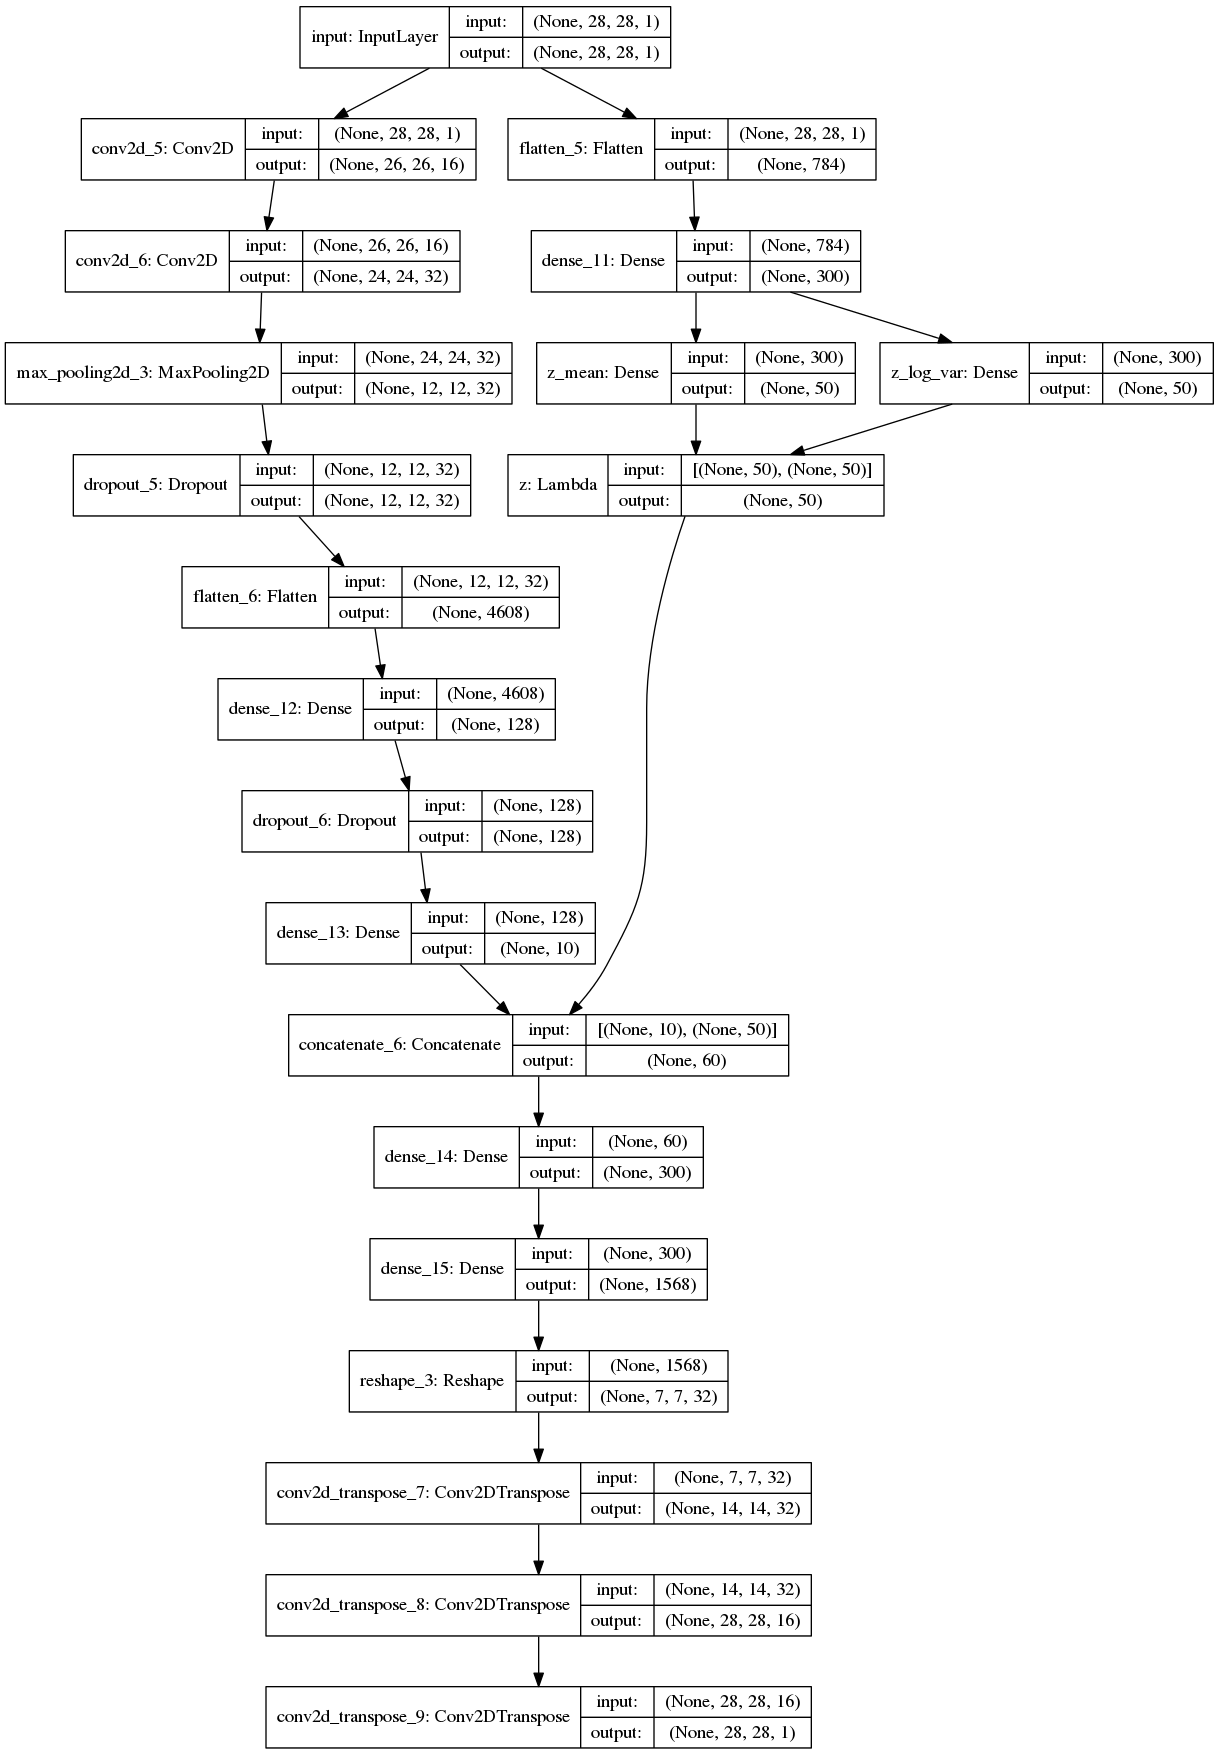 input: InputLayer
input: (None, 28, 28, 1)
output: (None, 28, 28, 1)
conv2d_5: Conv2D
input: (None, 28, 28, 1)
output: (None, 26, 26, 16)
flatten_5: Flatten
input: (None, 28, 28, 1)
output: (None, 784)
conv2d_6: Conv2D
input: (None, 26, 26, 16)
output: (None, 24, 24, 32)
dense_11: Dense
input: (None, 784)
output: (None, 300)
max_pooling2d_3: MaxPooling2D
input: (None, 24, 24, 32)
output: (None, 12, 12, 32)
z_mean: Dense
input: (None, 300)
output: (None, 50)
z_log_var: Dense
input: (None, 300)
output: (None, 50)
dropout_5: Dropout
input: (None, 12, 12, 32)
output: (None, 12, 12, 32)
z: Lambda
input: [(None, 50), (None, 50)]
output: (None, 50)
flatten_6: Flatten
input: (None, 12, 12, 32)
output: (None, 4608)
dense_12: Dense
input: (None, 4608)
output: (None, 128)
dropout_6: Dropout
input: (None, 128)
output: (None, 128)
dense_13: Dense
input: (None, 128)
output: (None, 10)
concatenate_6: Concatenate
input: [(None, 10), (None, 50)]
output: (None, 60)
dense_14: Dense
input: (None, 60)
output: (None, 300)
dense_15: Dense
input: (None, 300)
output: (None, 1568)
reshape_3: Reshape
input: (None, 1568)
output: (None, 7, 7, 32)
conv2d_transpose_7: Conv2DTranspose
input: (None, 7, 7, 32)
output: (None, 14, 14, 32)
conv2d_transpose_8: Conv2DTranspose
input: (None, 14, 14, 32)
output: (None, 28, 28, 16)
conv2d_transpose_9: Conv2DTranspose
input: (None, 28, 28, 16)
output: (None, 28, 28, 1)